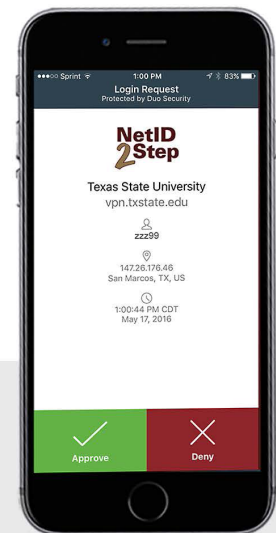 Sprint 1:00 PM 83%
Login Request
Protected by Duo Security
NetID
2Step
Texas State University
vpn.txstate.edu
zzz99
147.26.176.46
San Marcos, TX, US
1:00:44 PM CDT
May 17, 2016
Approve
Deny